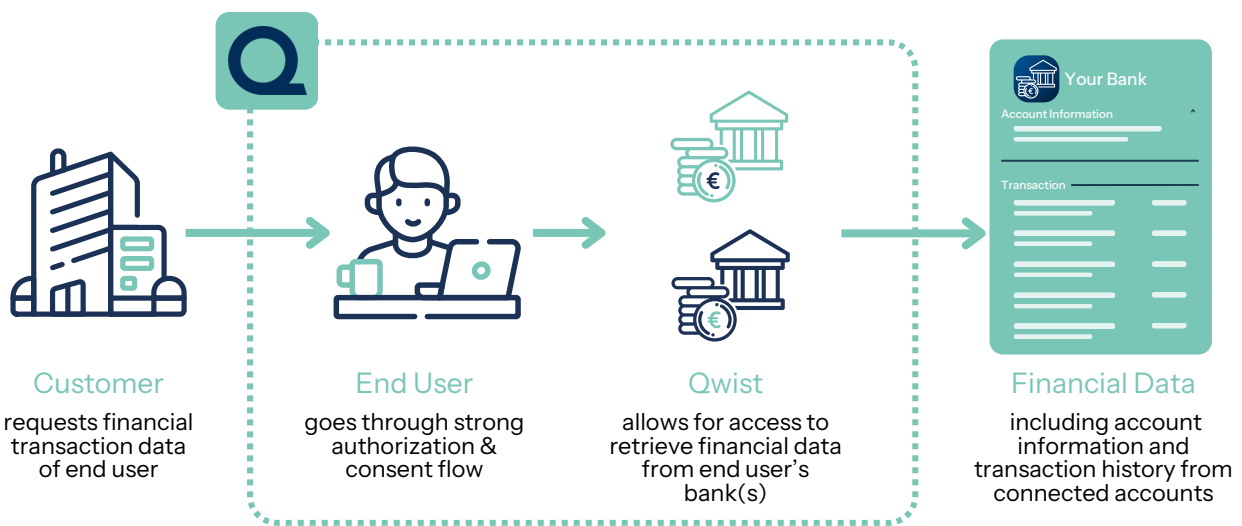 Q
Your Bank
Account Information
Transaction
€
€
€
Customer
requests financial
transaction data
of end user
End User
goes through strong
authorization &
consent flow
Qwist
allows for access to
retrieve financial data
from end user’s
bank(s)
Financial Data
including account
information and
transaction history from
connected accounts